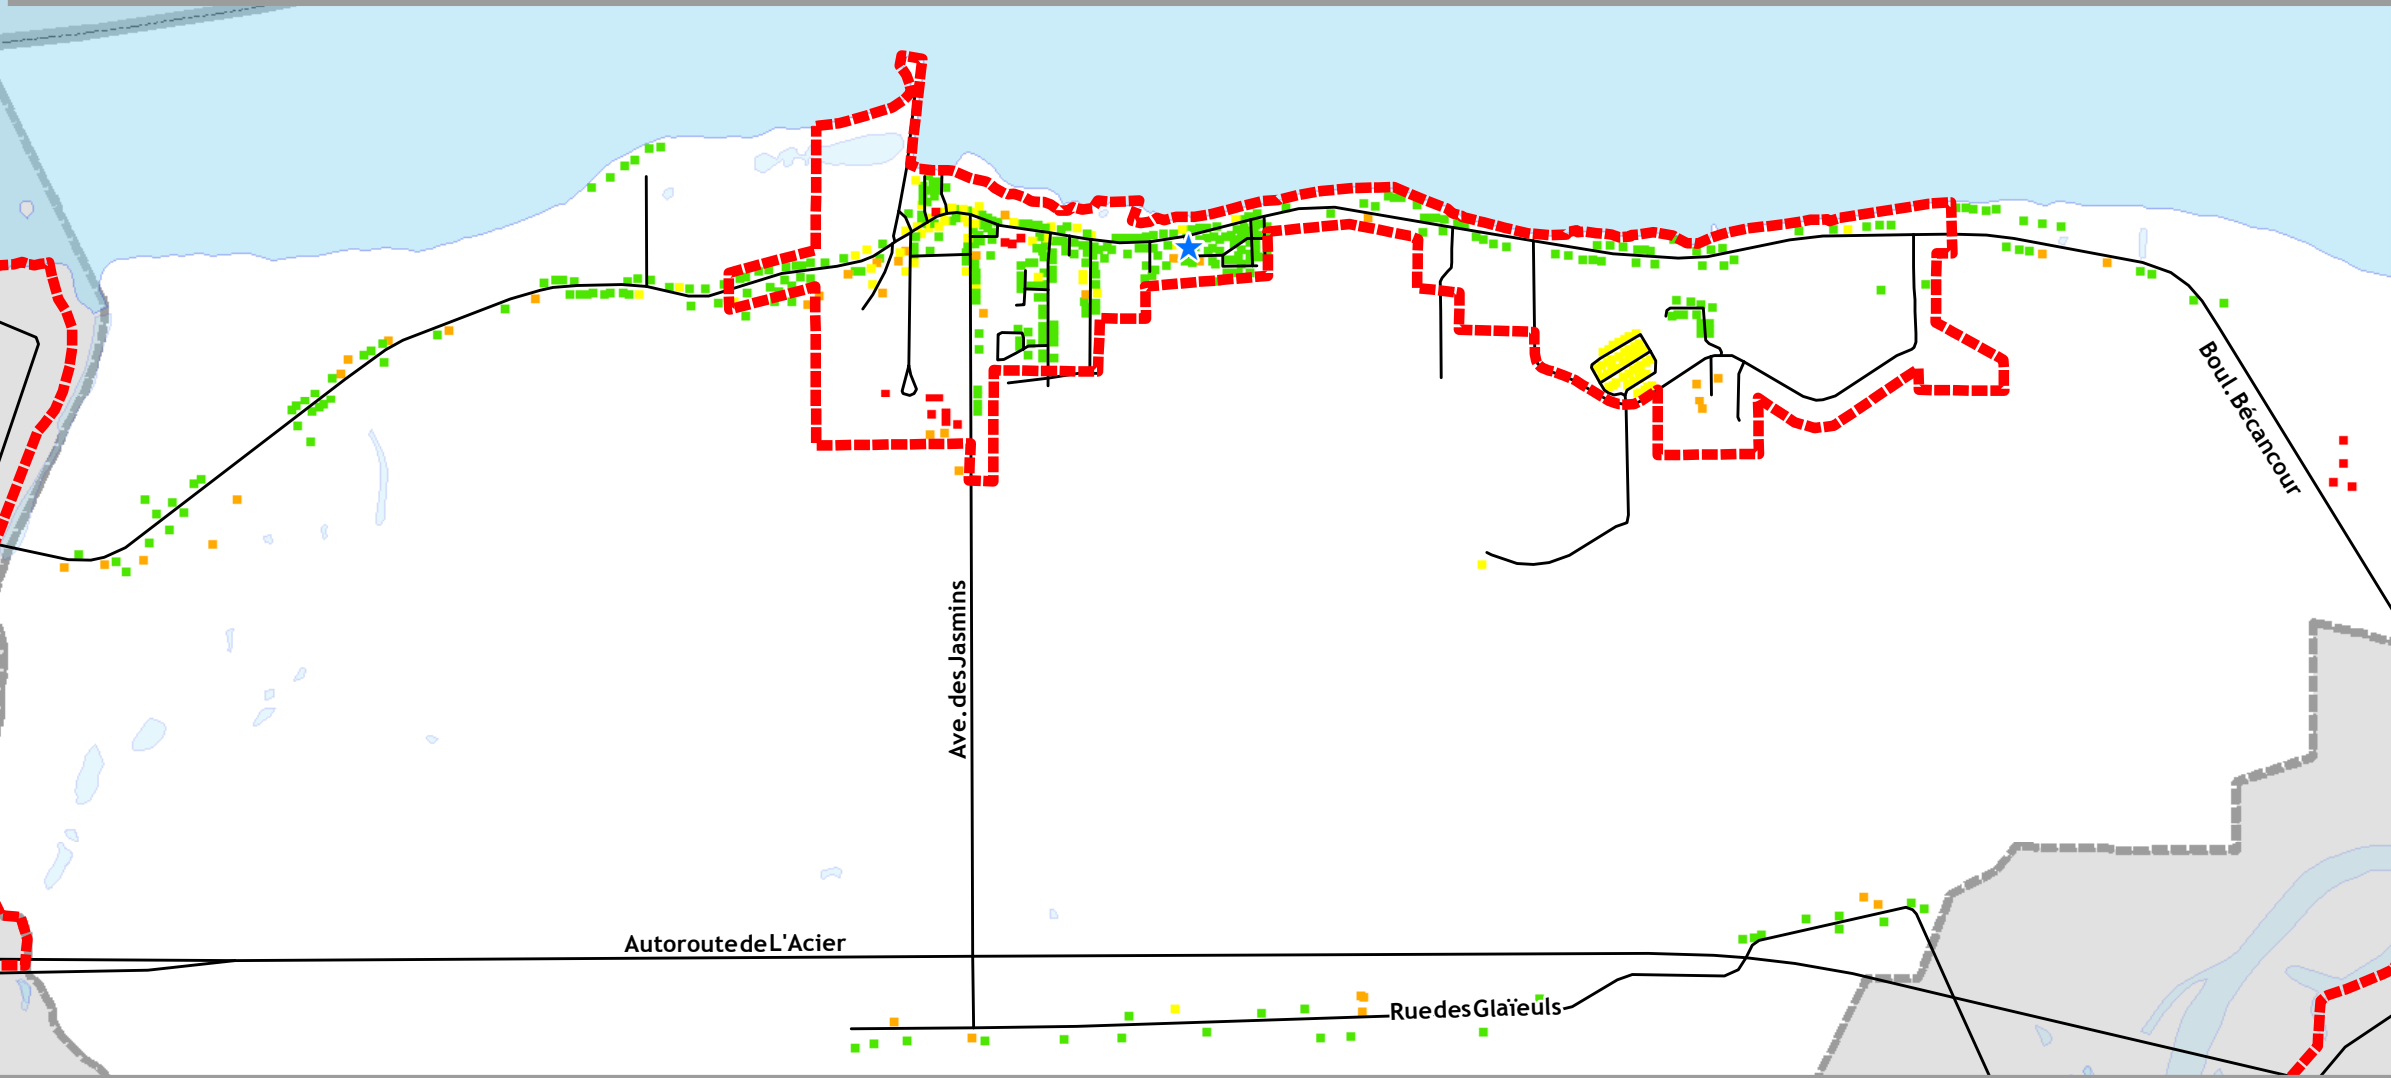 Boul. Bécancour
Ave. des Jasmins
Autoroute de L'Acier
Rue des Glaïeuls